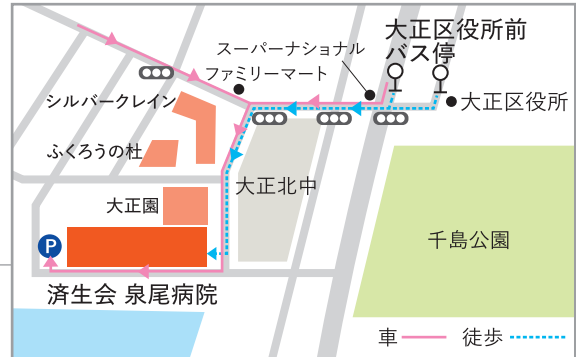 大正区役所前
バス停
スーパーナショナル
ファミリーマート
シルバークレイン
大正区役所
ふくろうの杜
大正北中
大正園
千島公園
P
済生会 泉尾病院
車
徒歩